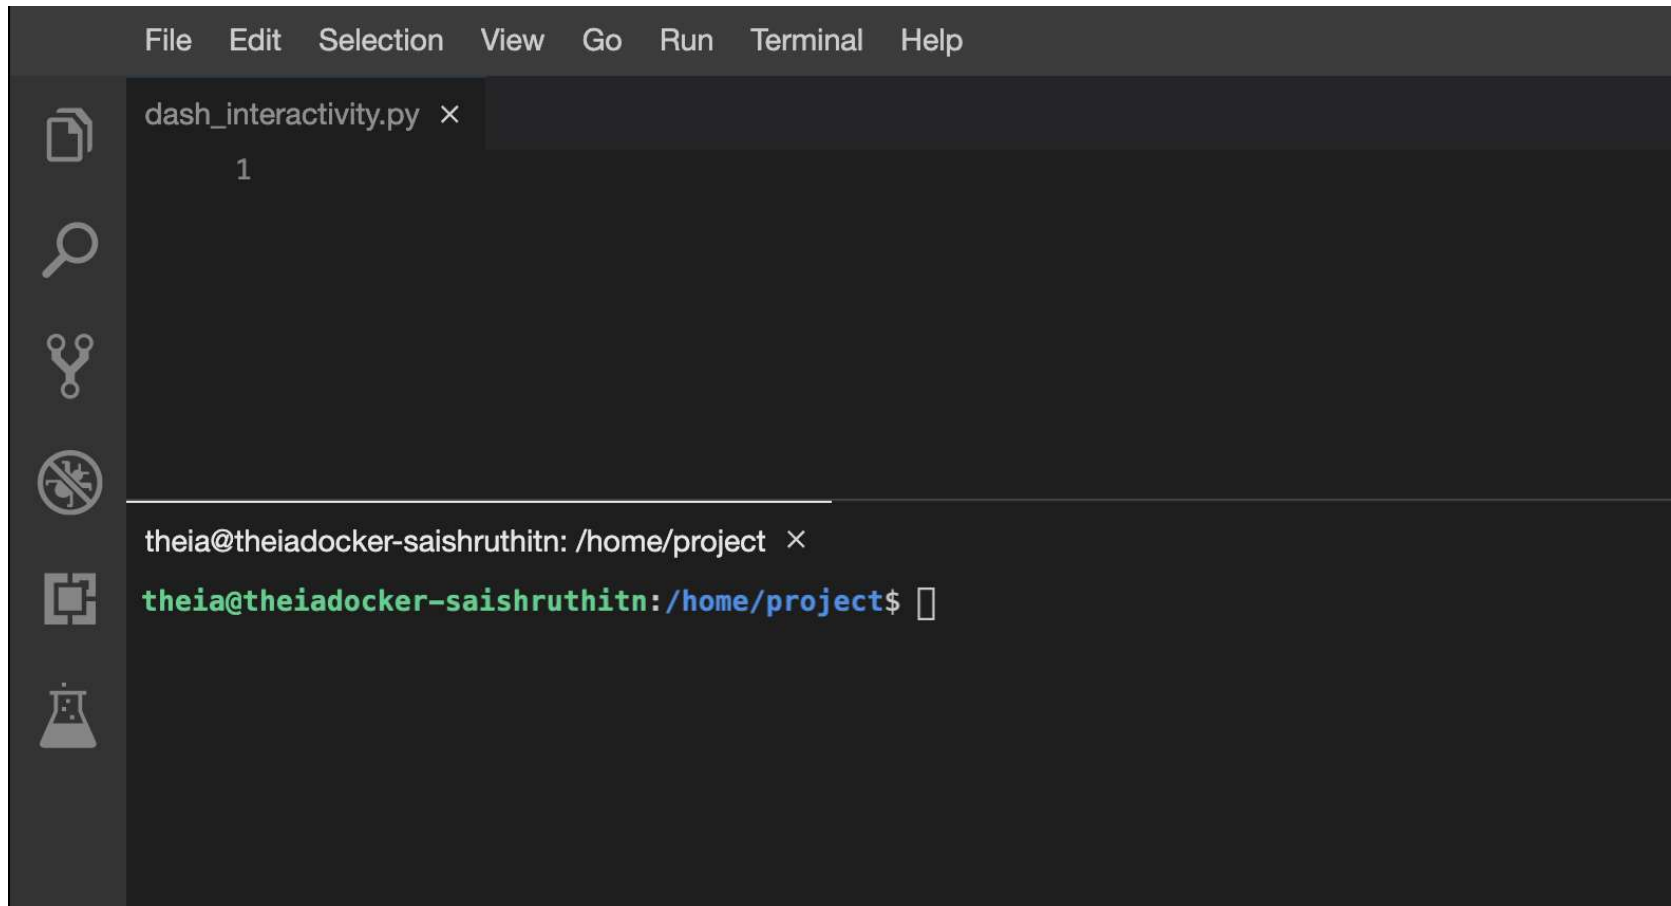 File Edit Selection View Go Run Terminal Help
dash_interactivity.py ×
1
theia@theiadocker-saishruthitn: /home/project ×
theia@theiadocker-saishruthitn:/home/project$